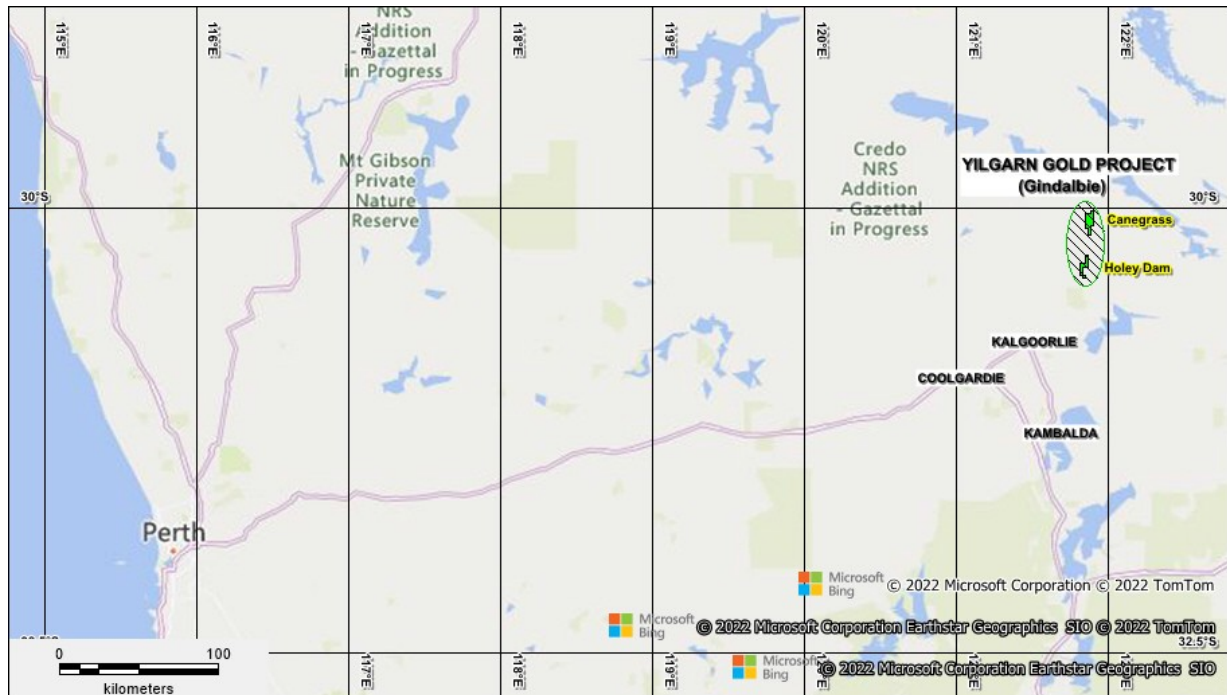 115°E
116°E
117°E
118°E
119°E
120°E
121°E
122°E
NRS
Addition
- Gazettal
in Progress
Mt Gibson
Private
Nature
Reserve
Credo
NRS
Addition
- Gazettal
in Progress
YILGARN GOLD PROJECT
(Gindalbie)
30°S
30°S
Canegrass
Holey Dam
KALGOORLIE
COOLGARDIE
KAMBALDA
Perth
Microsoft
Bing
© 2022 Microsoft Corporation © 2022 TomTom
Microsoft
Bing
© 2022 Microsoft Corporation Earthstar Geographics SIO © 2022 TomTom
32.5°S
0
100
kilometers
Bing
© 2022 Microsoft Corporation Earthstar Geographics SIO
117°E
118°E
119°E
120°E
121°E
122°E